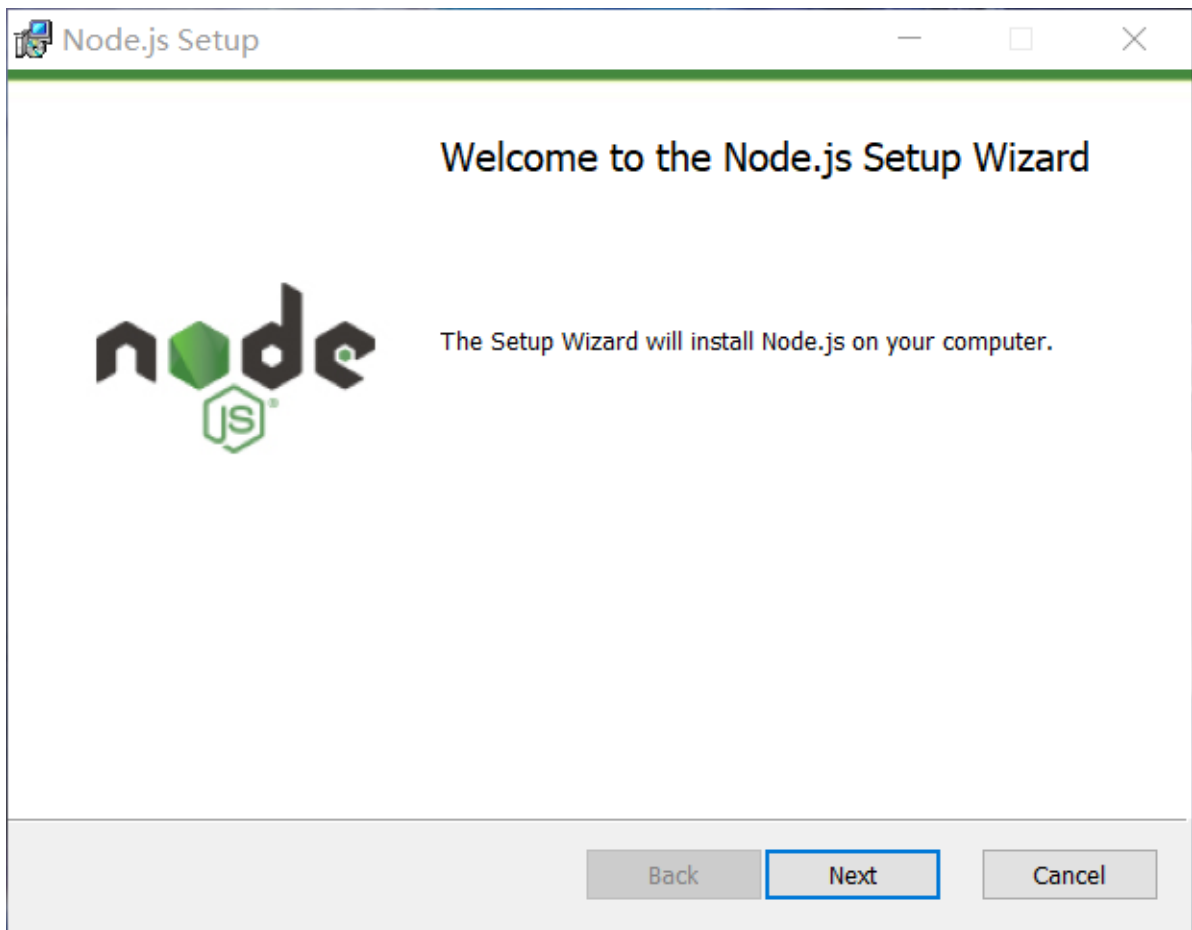 Node.js Setup
Welcome to the Node.js Setup Wizard
The Setup Wizard will install Node.js on your computer.
node
JS®
Back
Next
Cancel